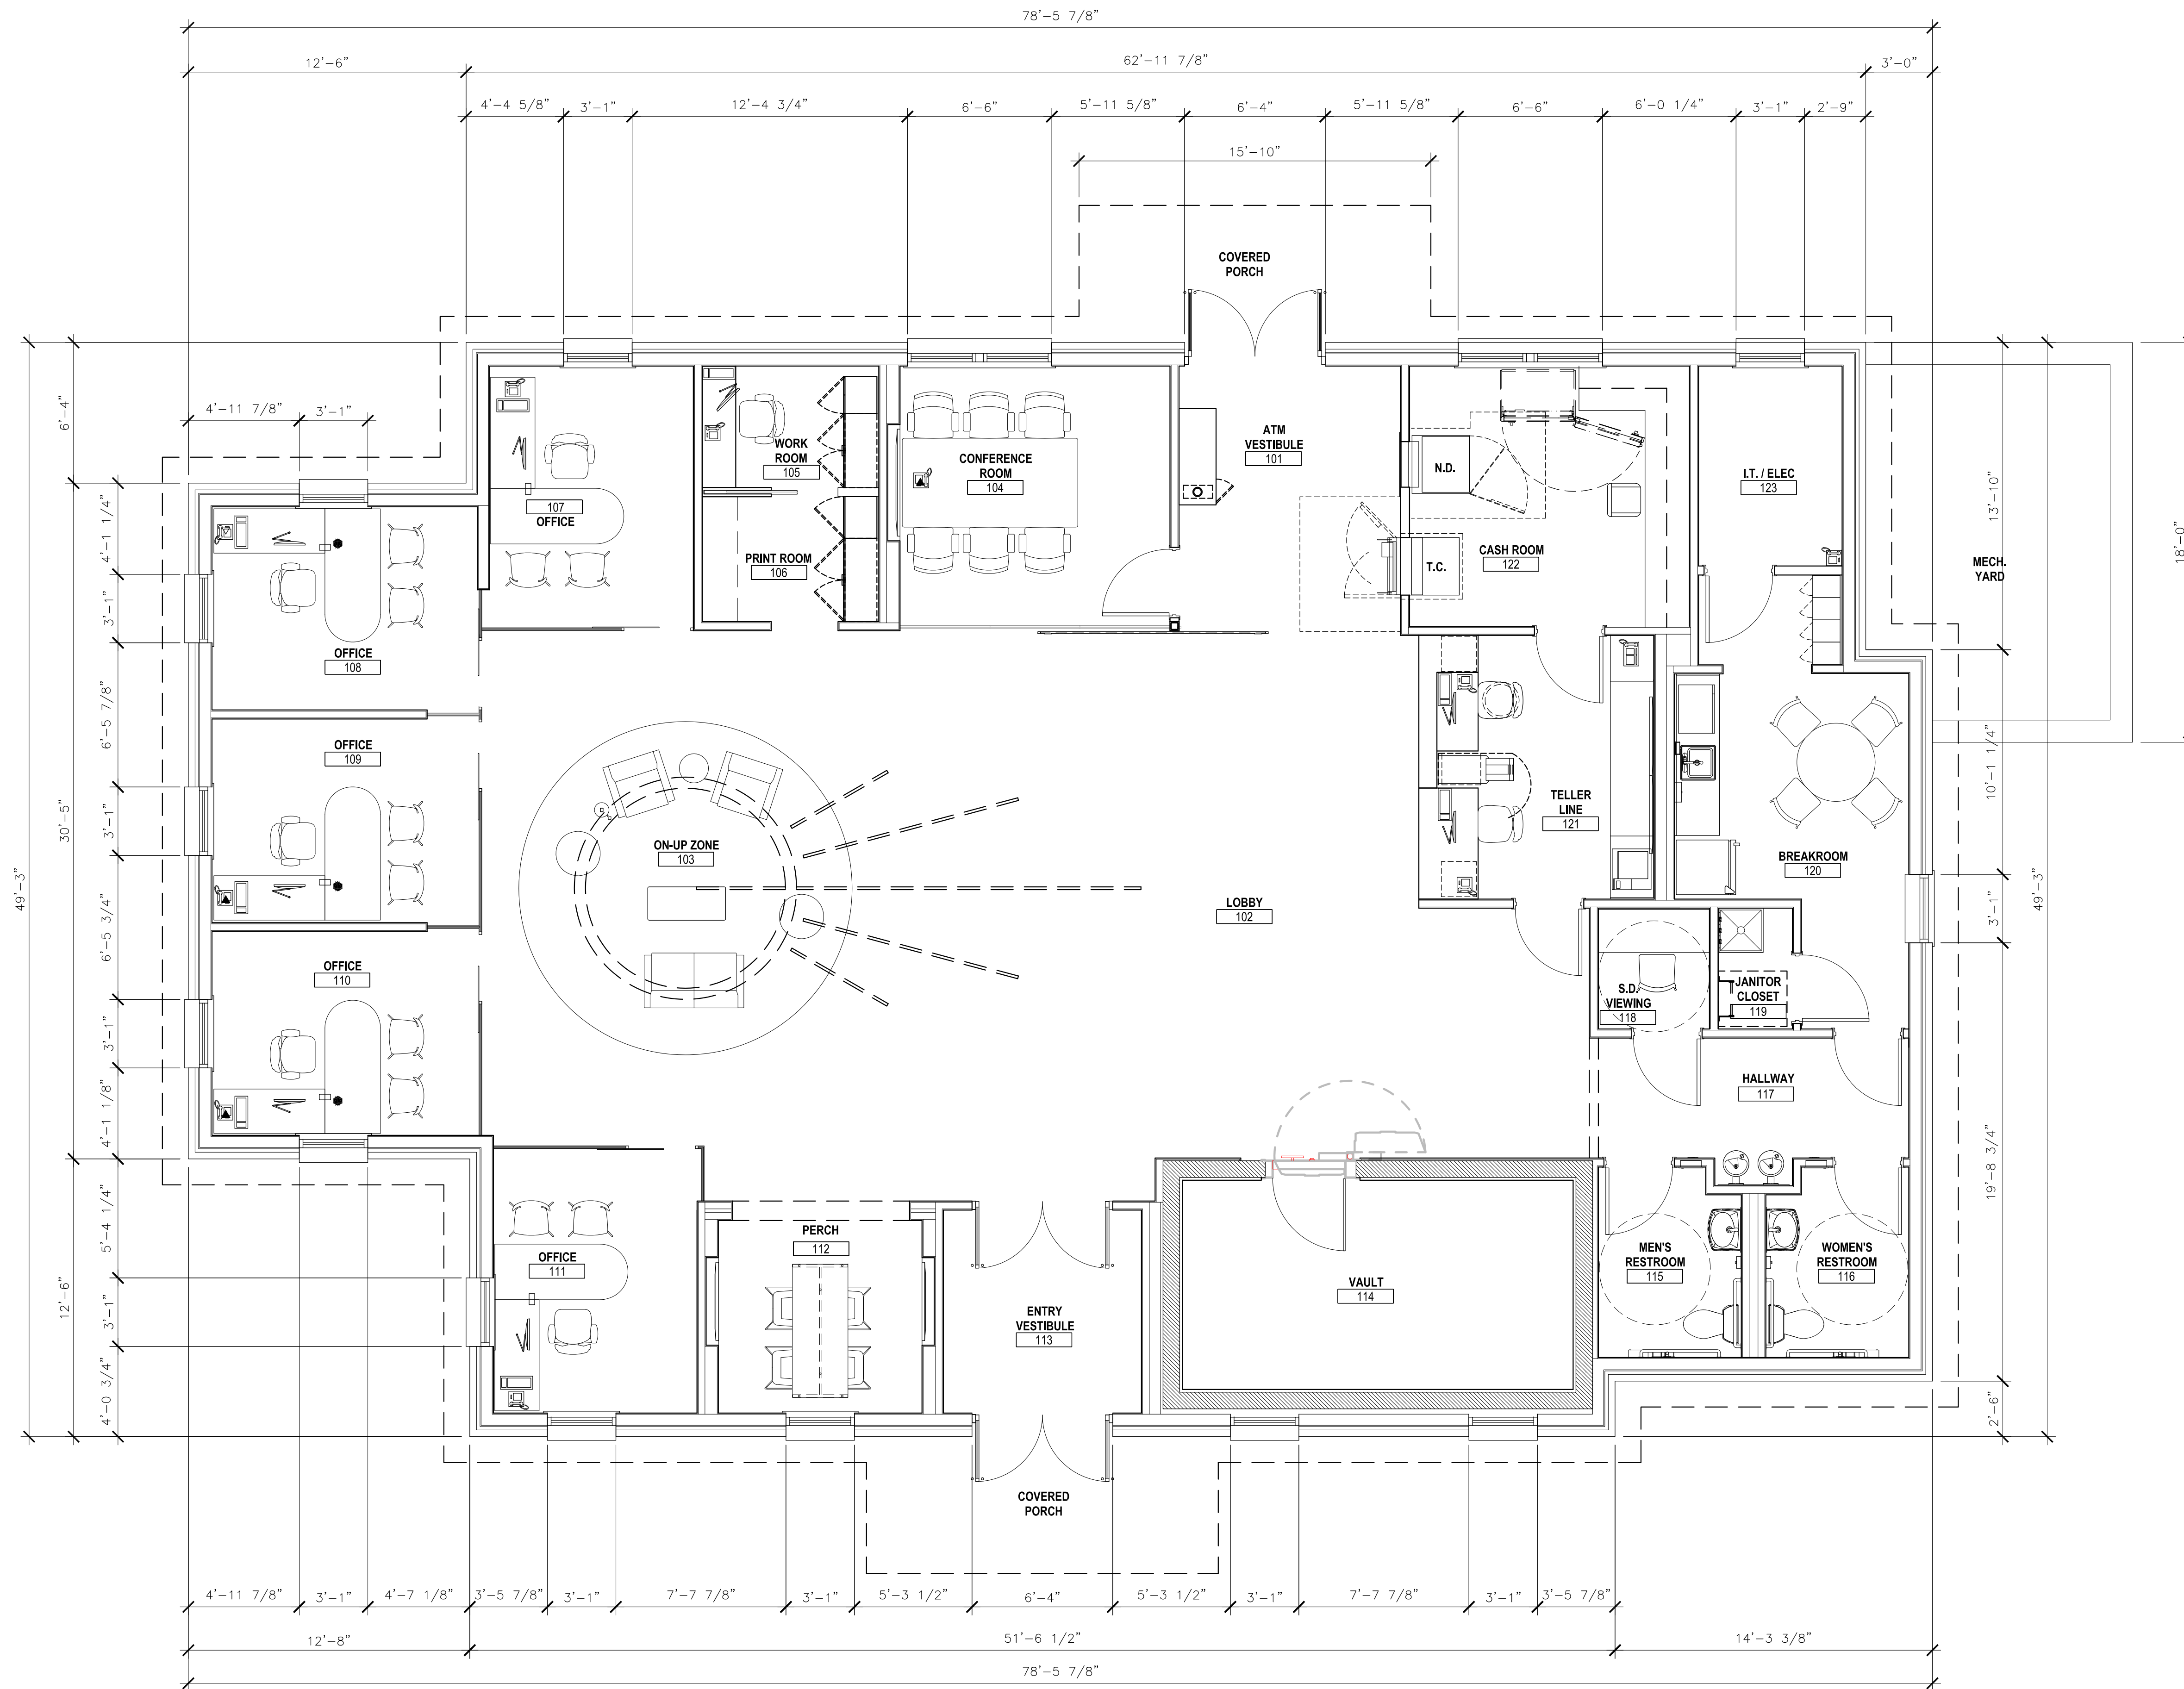 78'-5 7/8"
12'-6"
62'-11 7/8"
3'-0"
4'-4 5/8"
3'-1"
12'-4 3/4"
6'-6"
5'-11 5/8"
6'-4"
5'-11 5/8"
6'-6"
6'-0 1/4"
3'-1"
2'-9"
15'-10"
COVERED
PORCH
4'-11 7/8"
3'-1"
6'-4"
49'-3"
30'-5"
12'-6"
4'-1 1/4"
3'-1"
6'-5 7/8"
3'-1"
6'-5 3/4"
3'-1"
4'-1 1/8"
5'-4 1/4"
3'-1"
4'-0 3/4"
107
OFFICE
WORK
ROOM
105
PRINT ROOM
106
CONFERENCE
ROOM
104
ATM
VESTIBULE
101
N.D.
T.C.
CASH ROOM
122
I.T. / ELEC
123
MECH.
YARD
13'-10"
18'-0"
10'-1 1/4"
3'-1"
49'-3"
19'-8 3/4"
2'-6"
OFFICE
108
OFFICE
109
OFFICE
110
ON-UP ZONE
103
LOBBY
102
TELLER
LINE
121
BREAKROOM
120
S.D.
VIEWING
118
JANITOR
CLOSET
119
HALLWAY
117
OFFICE
111
PERCH
112
ENTRY
VESTIBULE
113
VAULT
114
MEN'S
RESTROOM
115
WOMEN'S
RESTROOM
116
COVERED
PORCH
4'-11 7/8"
3'-1"
4'-7 1/8"
3'-5 7/8"
3'-1"
7'-7 7/8"
3'-1"
5'-3 1/2"
6'-4"
5'-3 1/2"
3'-1"
7'-7 7/8"
3'-1"
3'-5 7/8"
12'-8"
51'-6 1/2"
14'-3 3/8"
78'-5 7/8"